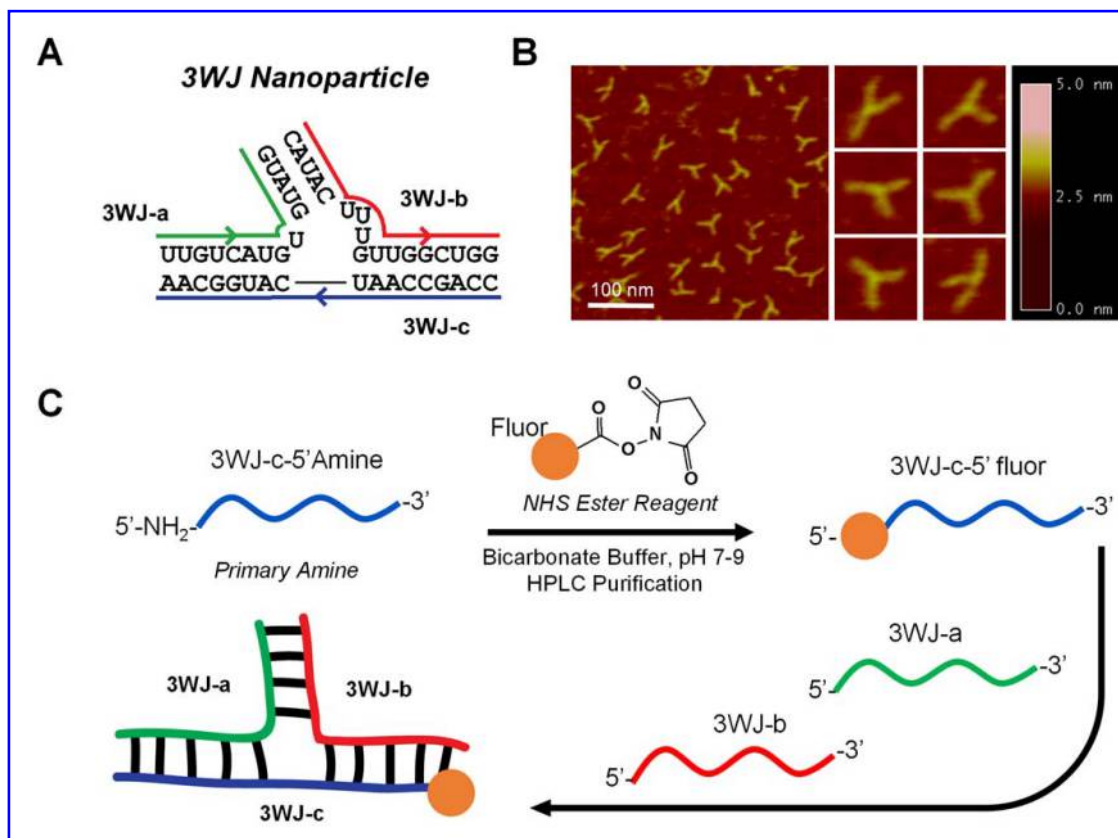 A
3WJ Nanoparticle
GUAUG
CAUAC
3WJ-a
3WJ-b
U
UUU
UUGUCAUG
GUUGGCUGG
AACGGUAC
UAACCGACC
3WJ-c
B
100 nm
5.0 nm
2.5 nm
0.0 nm
C
3WJ-c-5’Amine
5’-NH2-
-3’
Primary Amine
Fluor
O
O
O
N
O
NHS Ester Reagent
Bicarbonate Buffer, pH 7-9
HPLC Purification
3WJ-c-5’ fluor
5’-
-3’
3WJ-a
5’-
-3’
3WJ-b
5’-
-3’
3WJ-a
3WJ-b
3WJ-c